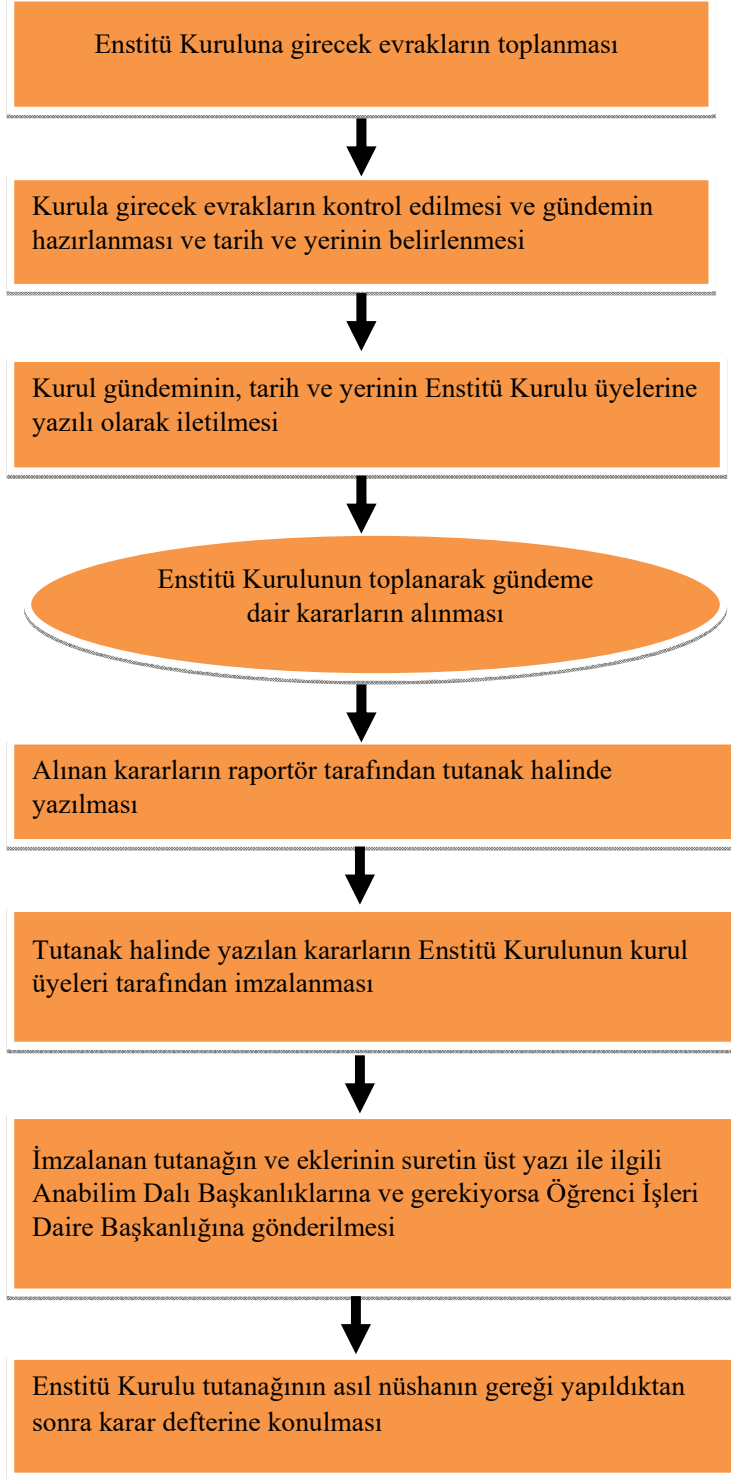 Enstitü Kuruluna girecek evrakların toplanması
Kurula girecek evrakların kontrol edilmesi ve gündemin
hazırlanması ve tarih ve yerinin belirlenmesi
Kurul gündeminin, tarih ve yerinin Enstitü Kurulu üyelerine
yazılı olarak iletilmesi
Enstitü Kurulunun toplanarak gündeme
dair kararların alınması
Alınan kararların raportör tarafından tutanak halinde
yazılması
Tutanak halinde yazılan kararların Enstitü Kurulunun kurul
üyeleri tarafından imzalanması
İmzalanan tutanağın ve eklerinin suretin üst yazı ile ilgili
Anabilim Dalı Başkanlıklarına ve gerekiyorsa Öğrenci İşleri
Daire Başkanlığına gönderilmesi
Enstitü Kurulu tutanağının asıl nüshanın gereği yapıldıktan
sonra karar defterine konulması